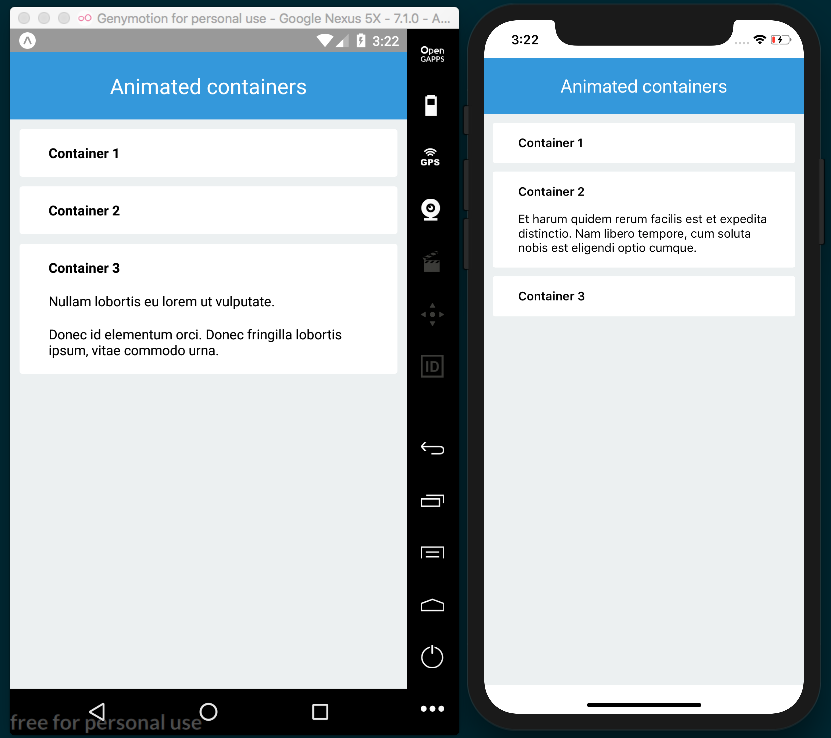 Genymotion for personal use - Google Nexus 5X - 7.1.0 - A...
3:22
Animated containers
Container 1
Container 2
Container 3
Nullam lobortis eu lorem ut vulputate.
Donec id elementum orci. Donec fringilla lobortis
ipsum, vitae commodo urna.
free for personal use
Open
GAPPS
GPS
ID
3:22
Animated containers
Container 1
Container 2
Et harum quidem rerum facilis est et expedita
distinctio. Nam libero tempore, cum soluta
nobis est eligendi optio cumque.
Container 3